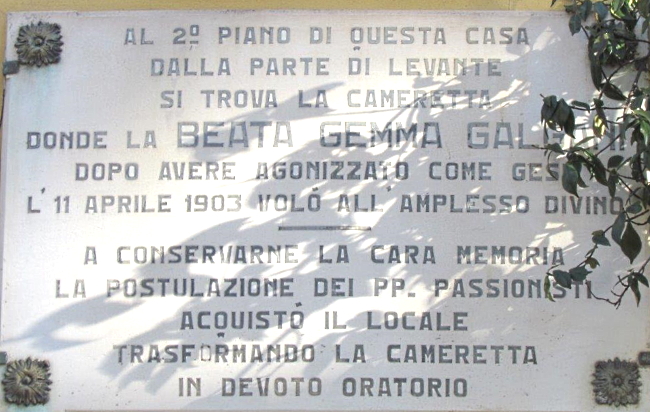 AL 2º PIANO DI QUESTA CASA
DALLA PARTE DI LEVANTE
SI TROVA LA CAMERETTA
DONDE LA BEATA GEMMA GALGANI
DOPO AVERE AGONIZZATO COME GESÙ
L' 11 APRILE 1903 VOLÒ ALL' AMPLESSO DIVINO
A CONSERVARNE LA CARA MEMORIA
LA POSTULAZIONE DEI PP. PASSIONISTI
ACQUISTÒ IL LOCALE
TRASFORMANDO LA CAMERETTA
IN DEVOTO ORATORIO